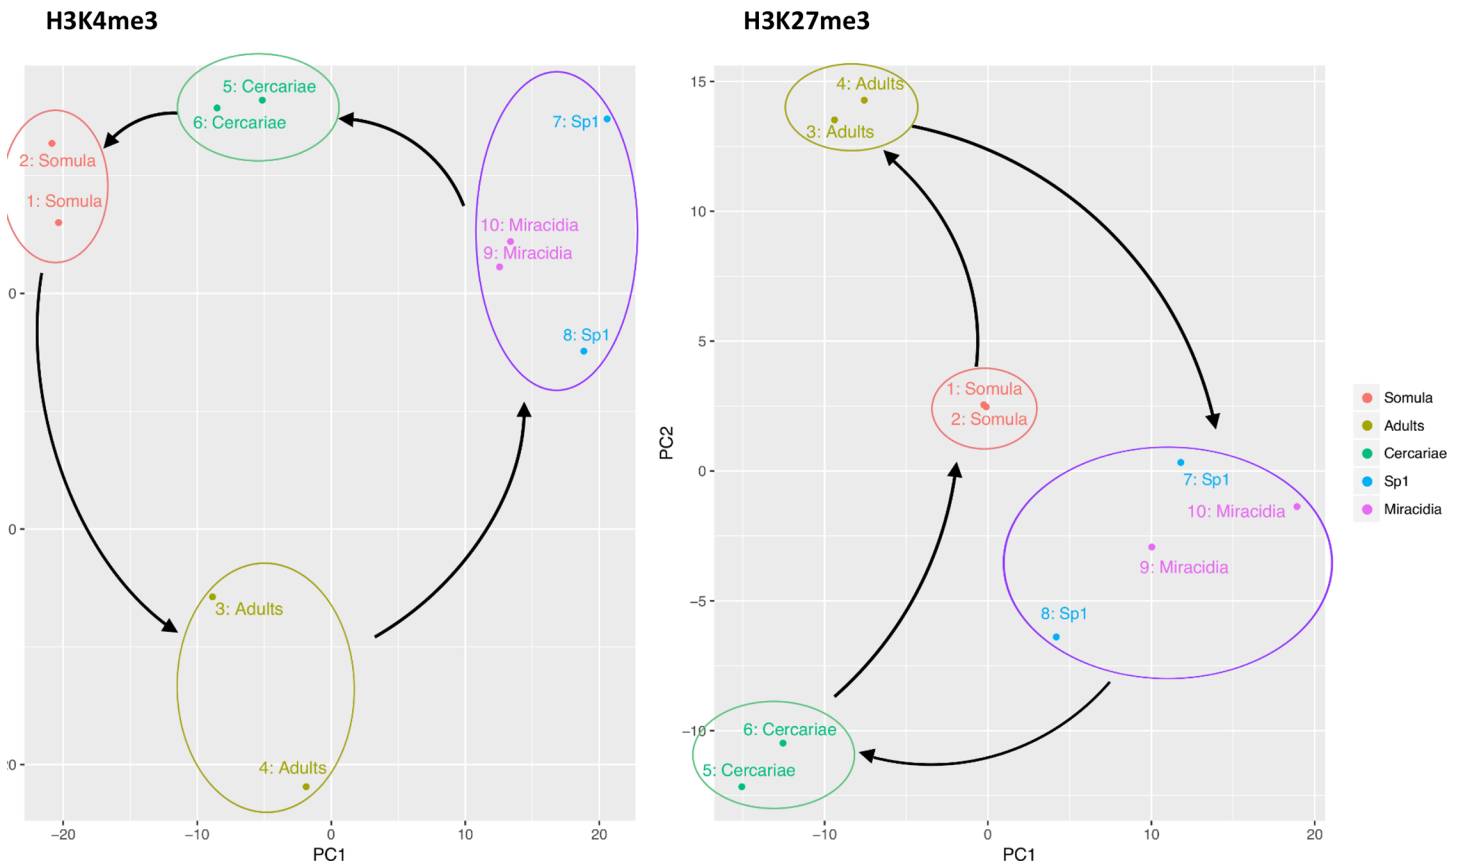 H3K4me3
5: Cercariae
6: Cercariae
7: Sp1
2: Somula
1: Somula
10: Miracidia
9: Miracidia
0
8: Sp1
0
3: Adults
4: Adults
0
−20
−10
0
10
20
PC1
H3K27me3
15
4: Adults
3: Adults
10
5
1: Somula
2: Somula
PC2
0
7: Sp1
10: Miracidia
9: Miracidia
−5
8: Sp1
−10
6: Cercariae
5: Cercariae
−10
0
10
20
PC1
Somula
Adults
Cercariae
Sp1
Miracidia